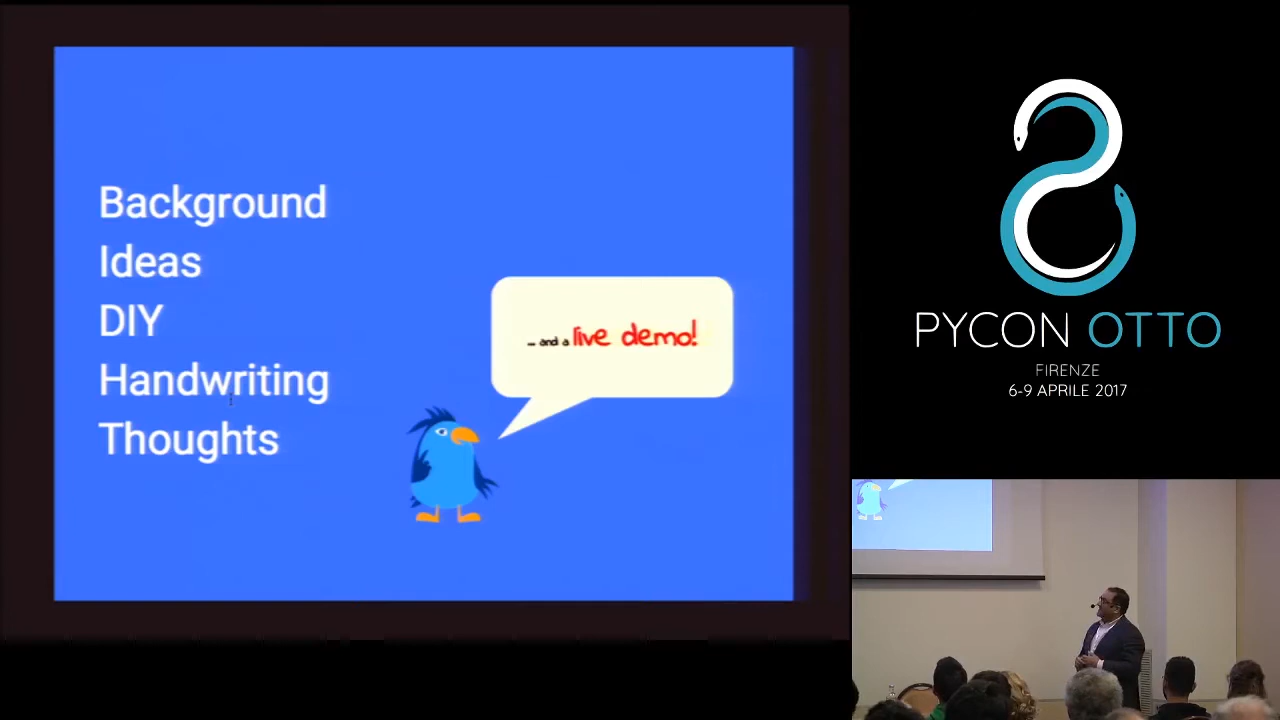 Background
Ideas
DIY
Handwriting
Thoughts
... and a live demo!
PYCON OTTO
FIRENZE
6-9 APRILE 2017